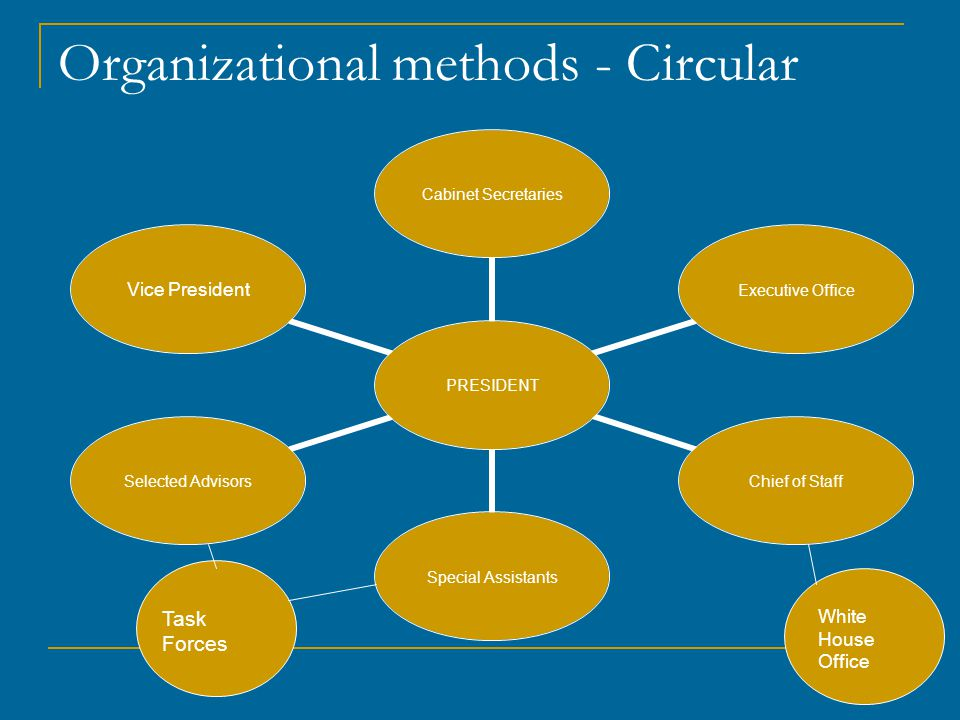 Organizational methods - Circular
Cabinet Secretaries
Vice President
Executive Office
PRESIDENT
Selected Advisors
Chief of Staff
Special Assistants
Task
Forces
White
House
Office